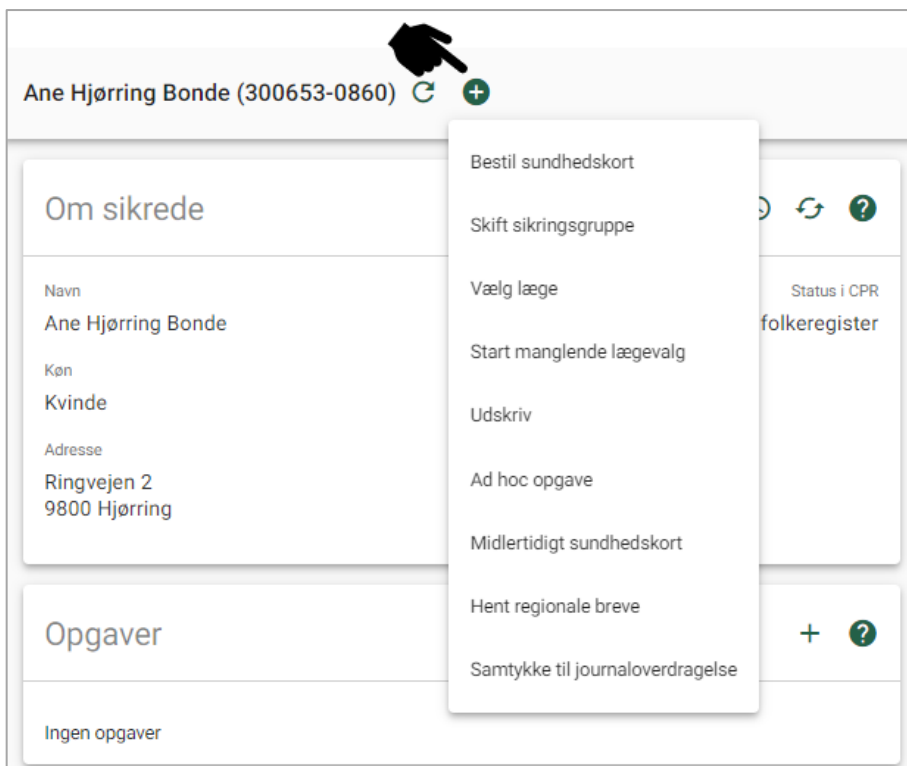 Ane Hjørring Bonde (300653-0860)
Bestil sundhedskort
Skift sikringsgruppe
Vælg læge
Start manglende lægevalg
Udskriv
Ad hoc opgave
Midlertidigt sundhedskort
Hent regionale breve
Samtykke til journaloverdragelse
Om sikrede
Navn
Ane Hjørring Bonde
Køn
Kvinde
Adresse
Ringvejen 2
9800 Hjørring
Status i CPR
folkeregister
Opgaver
Ingen opgaver